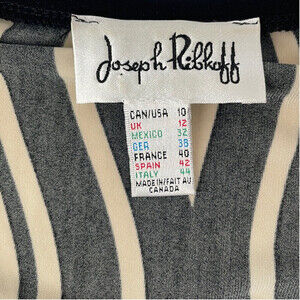 Joseph Ribkoff
CAN/USA 10
UK 12
MEXICO 32
GER 38
FRANCE 40
SPAIN 42
ITALY 44
MADE IN/FAIT AU
CANADA